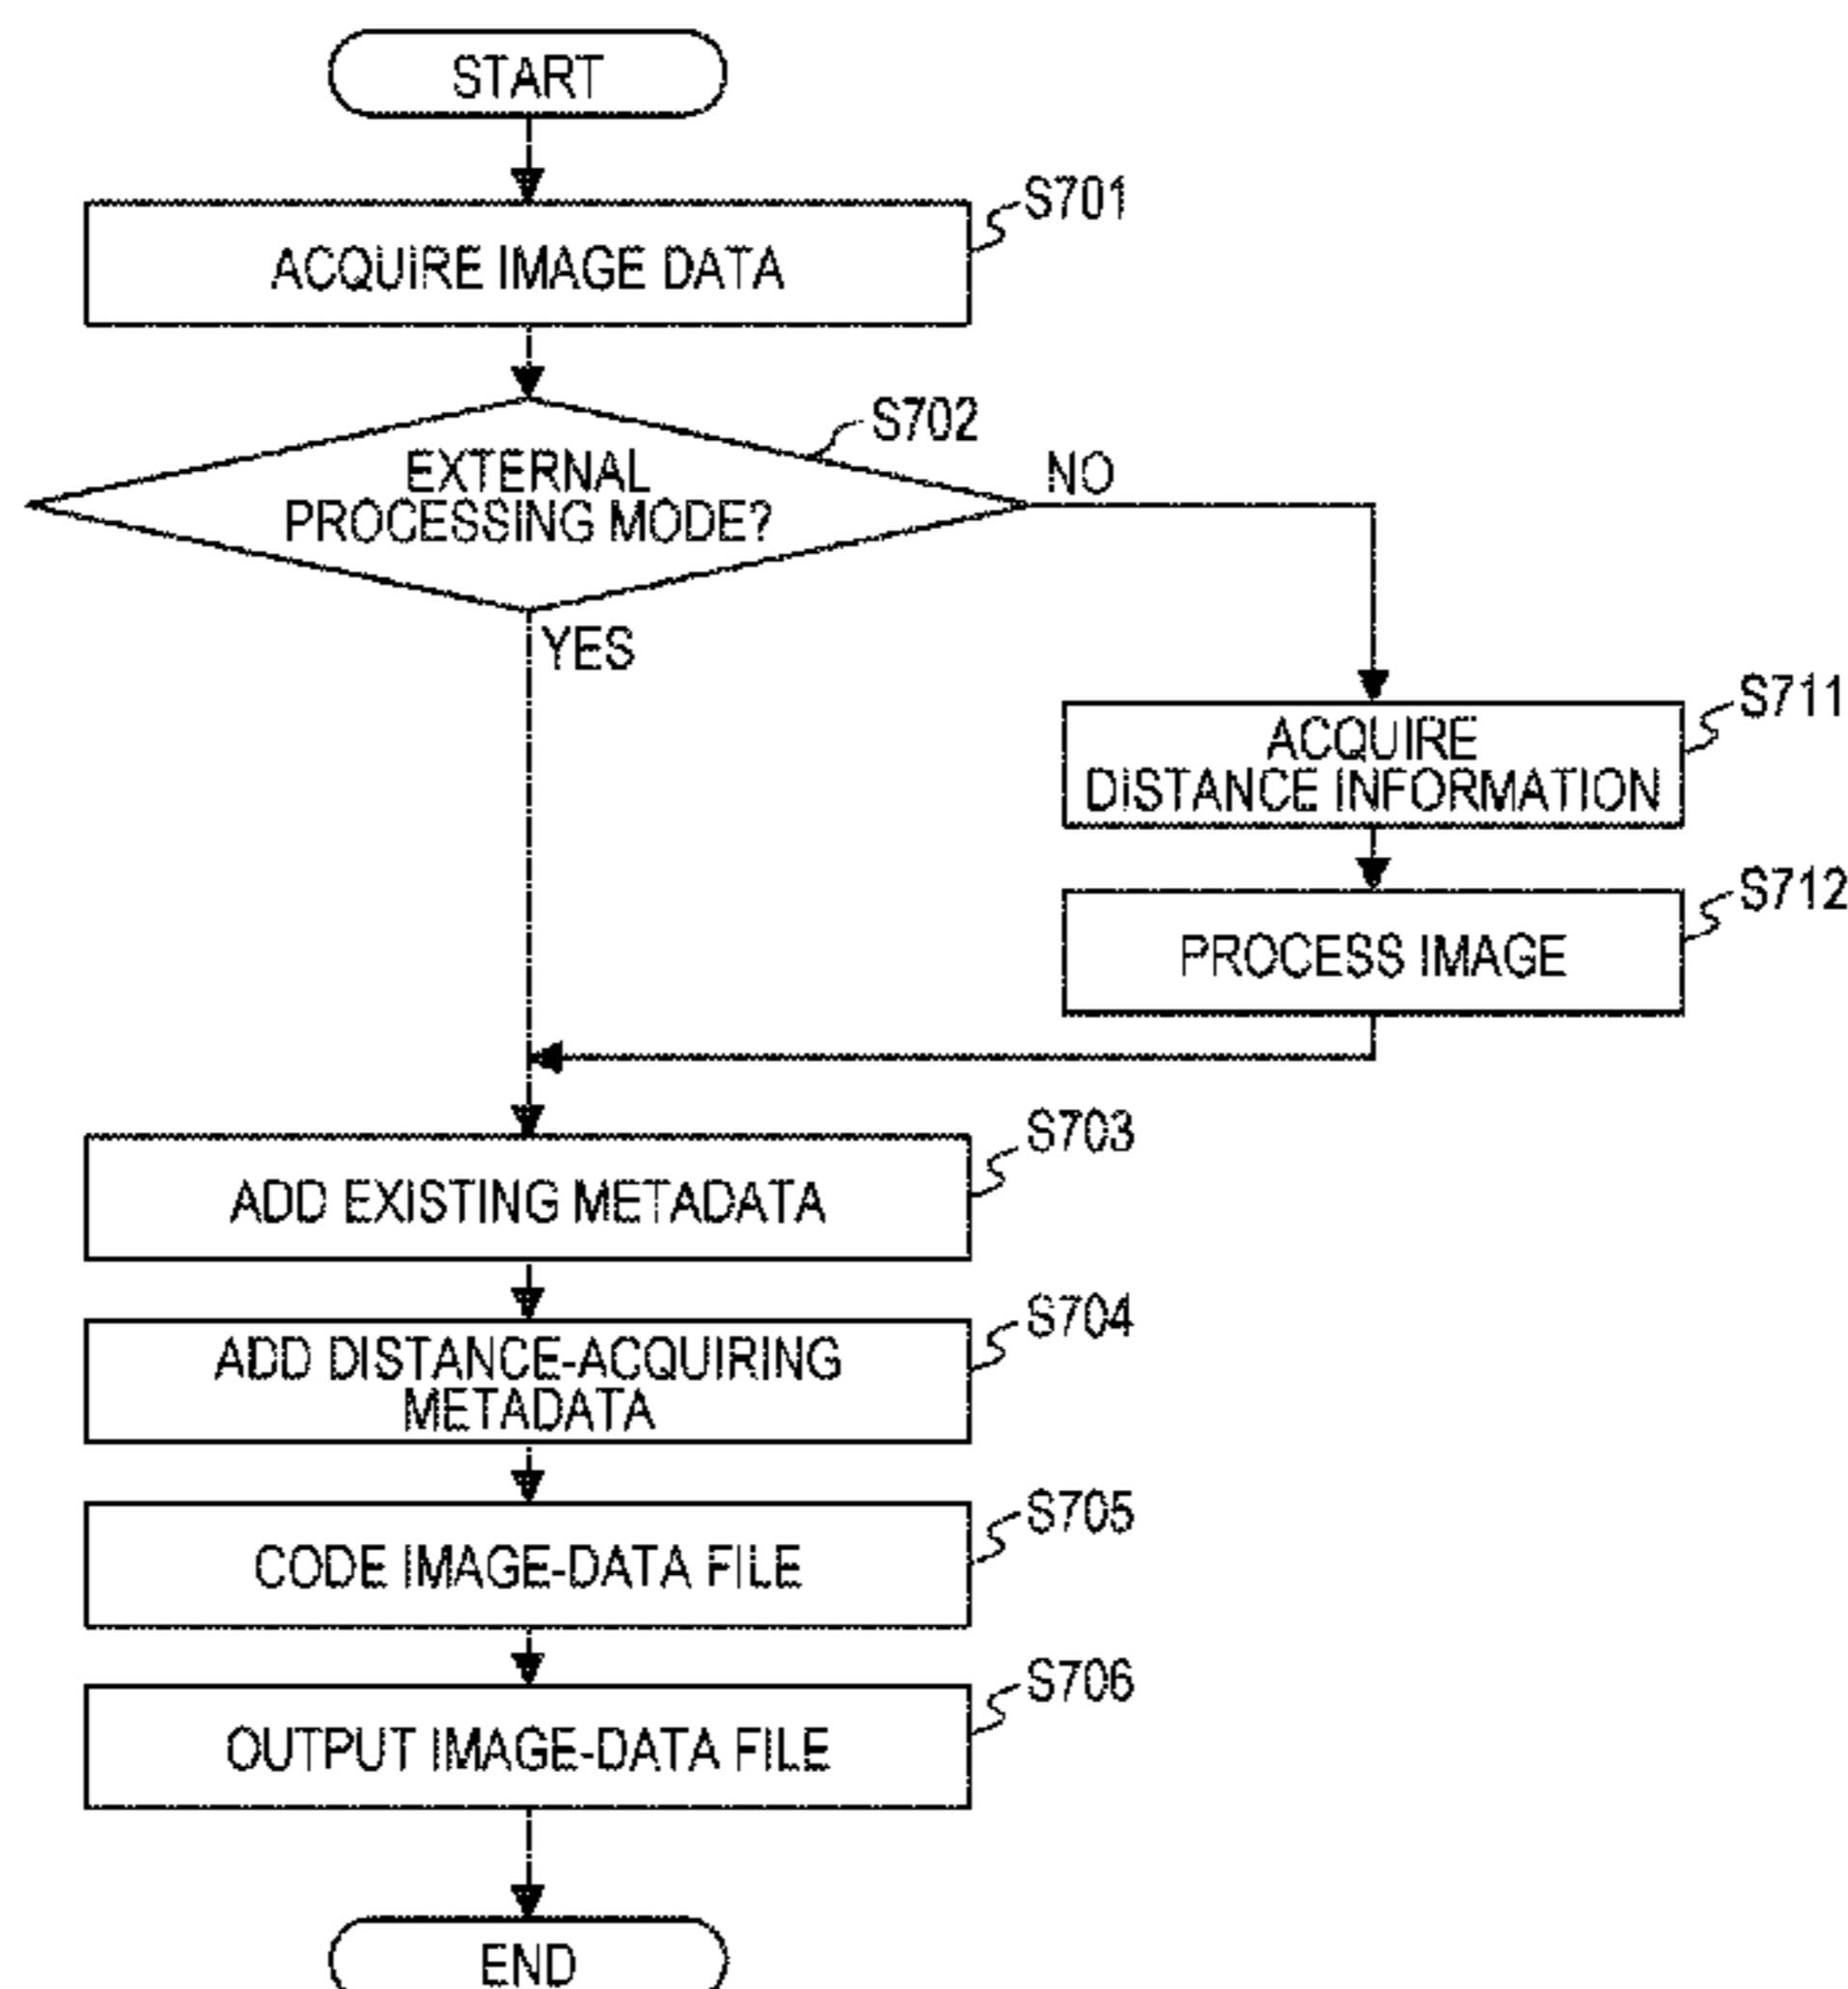 START
S701
ACQUIRE IMAGE DATA
S702
EXTERNAL
PROCESSING MODE?
NO
YES
S711
ACQUIRE
DISTANCE INFORMATION
S712
PROCESS IMAGE
S703
ADD EXISTING METADATA
S704
ADD DISTANCE-ACQUIRING
METADATA
S705
CODE IMAGE-DATA FILE
S706
OUTPUT IMAGE-DATA FILE
END